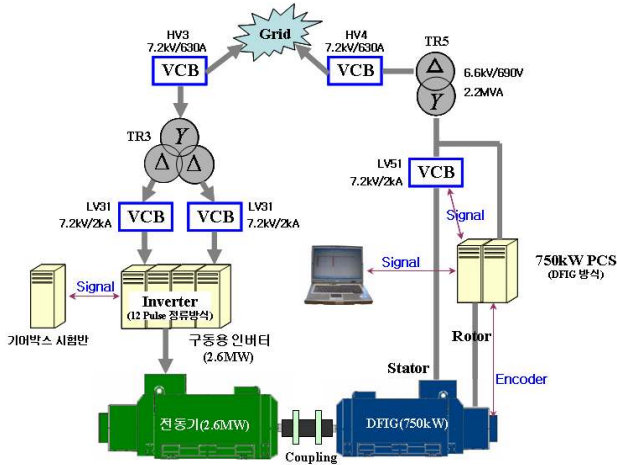 HV3
7.2kV/630A
VCB
Grid
HV4
7.2kV/630A
VCB
TR5
Δ
Y
6.6kV/690V
2.2MVA
TR3
Y
Δ
Δ
LV31
7.2kV/2kA
VCB
LV31
7.2kV/2kA
VCB
LV51
7.2kV/2kA
VCB
Signal
Signal
750kW PCS
(DFIG 방식)
Signal
기어박스 시험반
Inverter
(12 Pulse 정류방식)
구동용 인버터
(2.6MW)
Stator
Rotor
Encoder
전동기(2.6MW)
Coupling
DFIG(750kW)